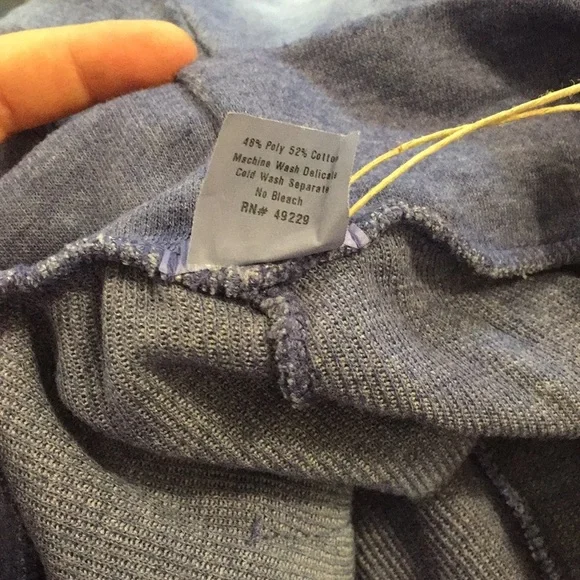 48% Poly 52% Cotton
Machine Wash Delicate
Cold Wash Separate
No Bleach
RN# 49229